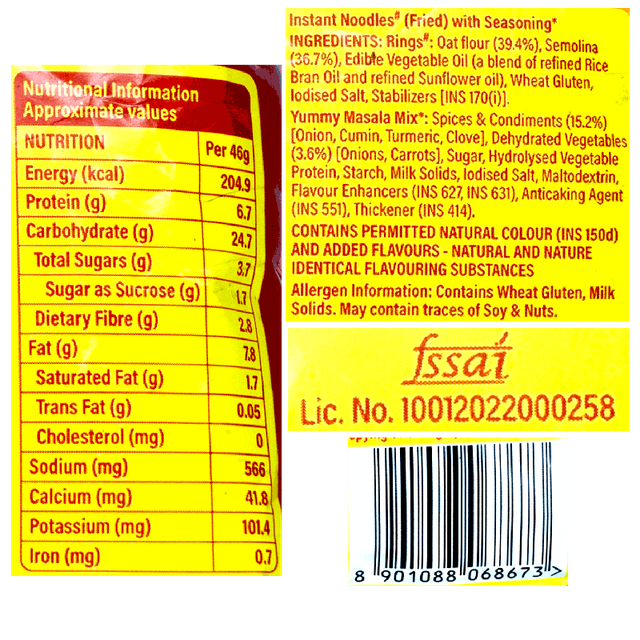 Nutritional Information
Approximate values
NUTRITION Per 46g
Energy (kcal) 204.9
Protein (g) 6.7
Carbohydrate (g) 24.7
Total Sugars (g) 3.7
Sugar as Sucrose (g) 1.7
Dietary Fibre (g) 2.8
Fat (g) 7.8
Saturated Fat (g) 1.7
Trans Fat (g) 0.05
Cholesterol (mg) 0
Sodium (mg) 566
Calcium (mg) 41.8
Potassium (mg) 101.4
Iron (mg) 0.7
Instant Noodles# (Fried) with Seasoning*
INGREDIENTS: Rings#: Oat flour (39.4%), Semolina
(36.7%), Edible Vegetable Oil (a blend of refined Rice
Bran Oil and refined Sunflower oil), Wheat Gluten,
Iodised Salt, Stabilizers [INS 170(i)].
Yummy Masala Mix*: Spices & Condiments (15.2%)
[Onion, Cumin, Turmeric, Clove], Dehydrated Vegetables
(3.6%) [Onions, Carrots], Sugar, Hydrolysed Vegetable
Protein, Starch, Milk Solids, Iodised Salt, Maltodextrin,
Flavour Enhancers (INS 627, INS 631), Anticaking Agent
(INS 551), Thickener (INS 414).
CONTAINS PERMITTED NATURAL COLOUR (INS 150d)
AND ADDED FLAVOURS - NATURAL AND NATURE
IDENTICAL FLAVOURING SUBSTANCES
Allergen Information: Contains Wheat Gluten, Milk
Solids. May contain traces of Soy & Nuts.
fssai
Lic. No. 10012022000258
8 901088 068673 >